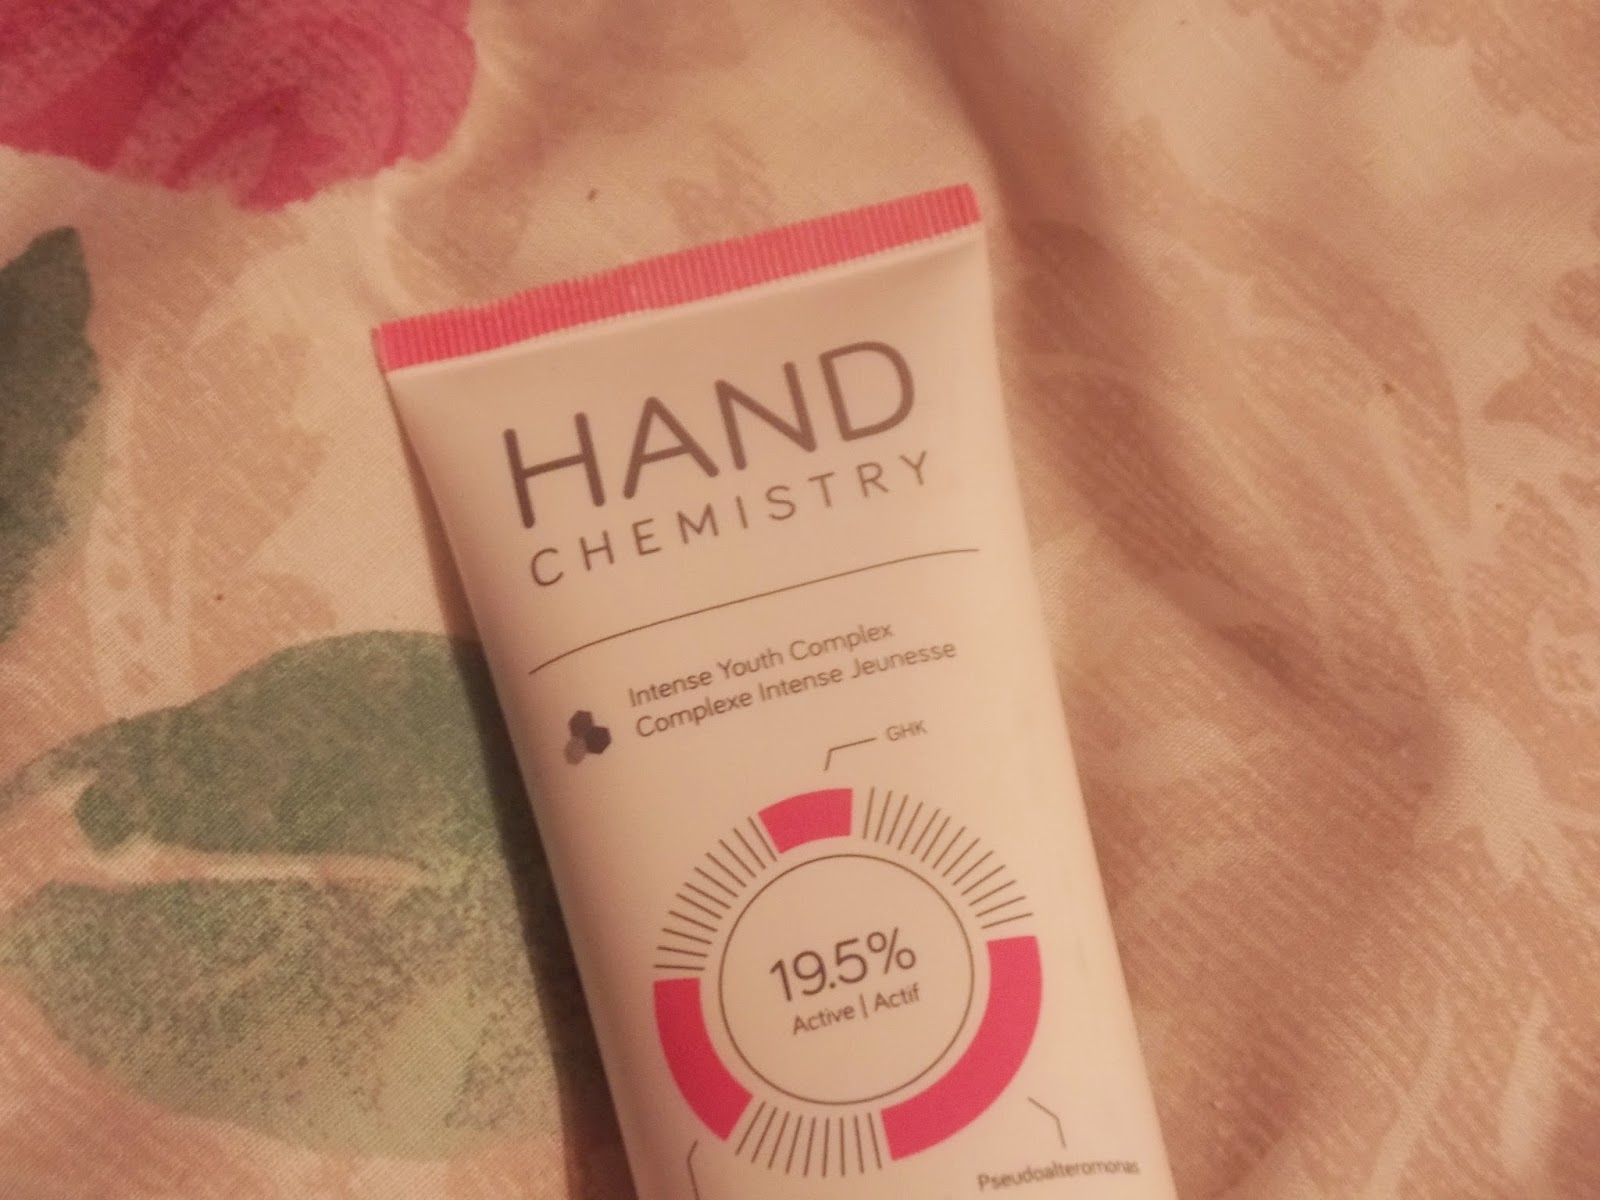 HAND
CHEMISTRY
Intense Youth Complex
Complexe Intense Jeunesse
GHK
19.5%
Active | Actif
Pseudoalteromonas